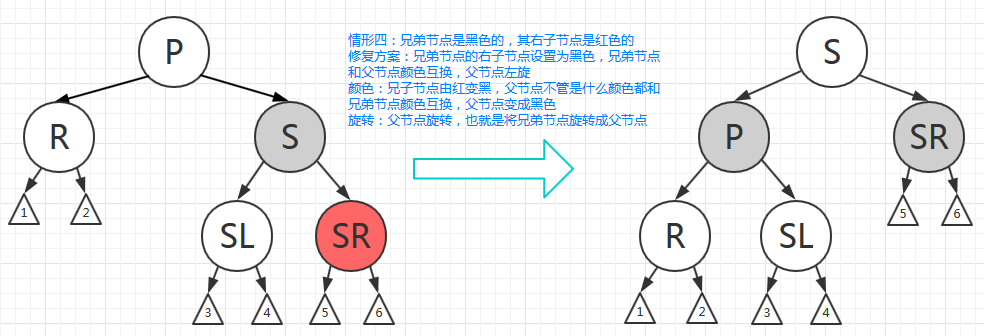 P
情形四：兄弟节点是黑色的，其右子节点是红色的
修复方案：兄弟节点的右子节点设置为黑色，兄弟节点
和父节点颜色互换，父节点左旋
颜色：兄子节点由红变黑，父节点不管是什么颜色都和
兄弟节点颜色互换，父节点变成黑色
旋转：父节点旋转，也就是将兄弟节点旋转成父节点
R
S
1
2
SL
SR
3
4
5
6
S
P
SR
5
6
R
SL
1
2
3
4